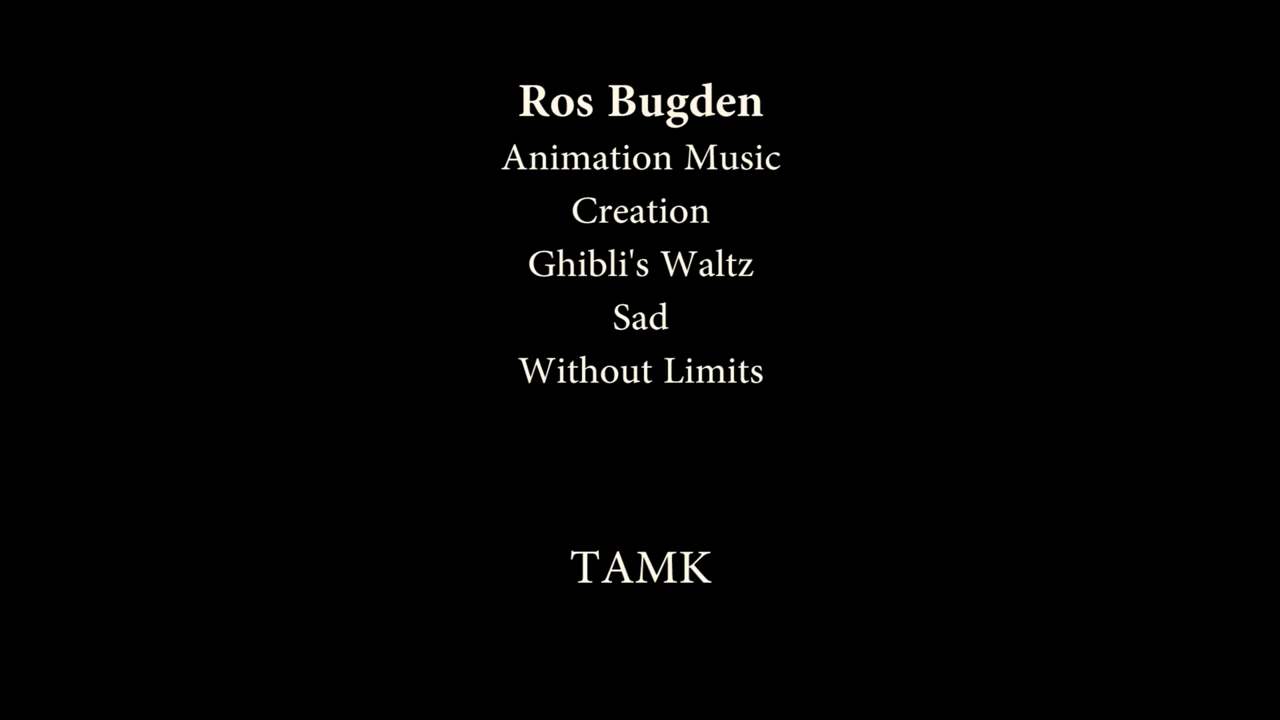 Ros Bugden
Animation Music
Creation
Ghibli's Waltz
Sad
Without Limits
TAMK